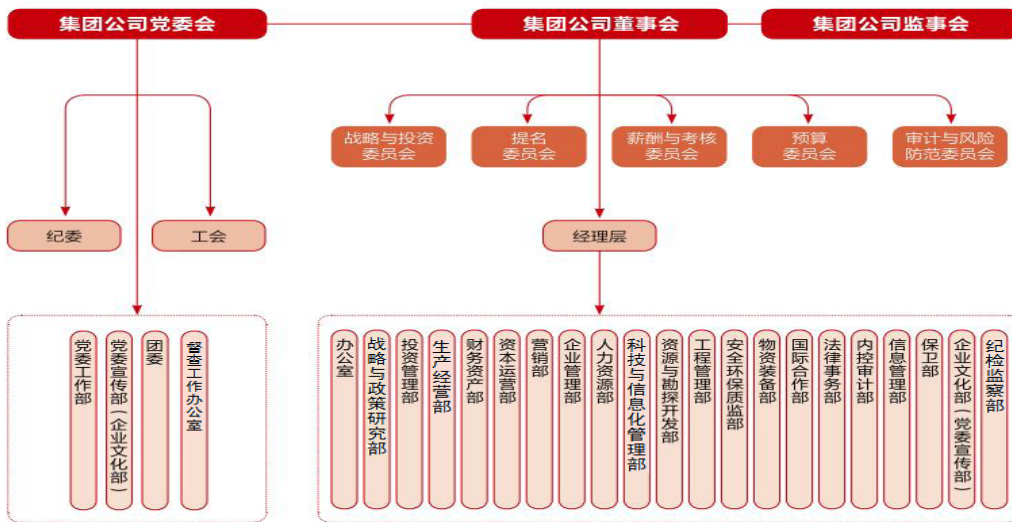 集团公司党委会
集团公司董事会
集团公司监事会
战略与投资
委员会
提名
委员会
薪酬与考核
委员会
预算
委员会
审计与风险
防范委员会
纪委
工会
经理层
党委工作部
党委宣传部(企业文化部)
团委
督查工作办公室
办公室
战略与政策研究部
投资管理部
生产经营部
财务资产部
资本运营部
营销部
企业管理部
人力资源部
科技与信息化管理部
资源与勘探开发部
工程管理部
安全环保质监部
物资装备部
国际合作部
法律事务部
内控审计部
信息管理部
保卫部
企业文化部(党委宣传部)
纪检监察部